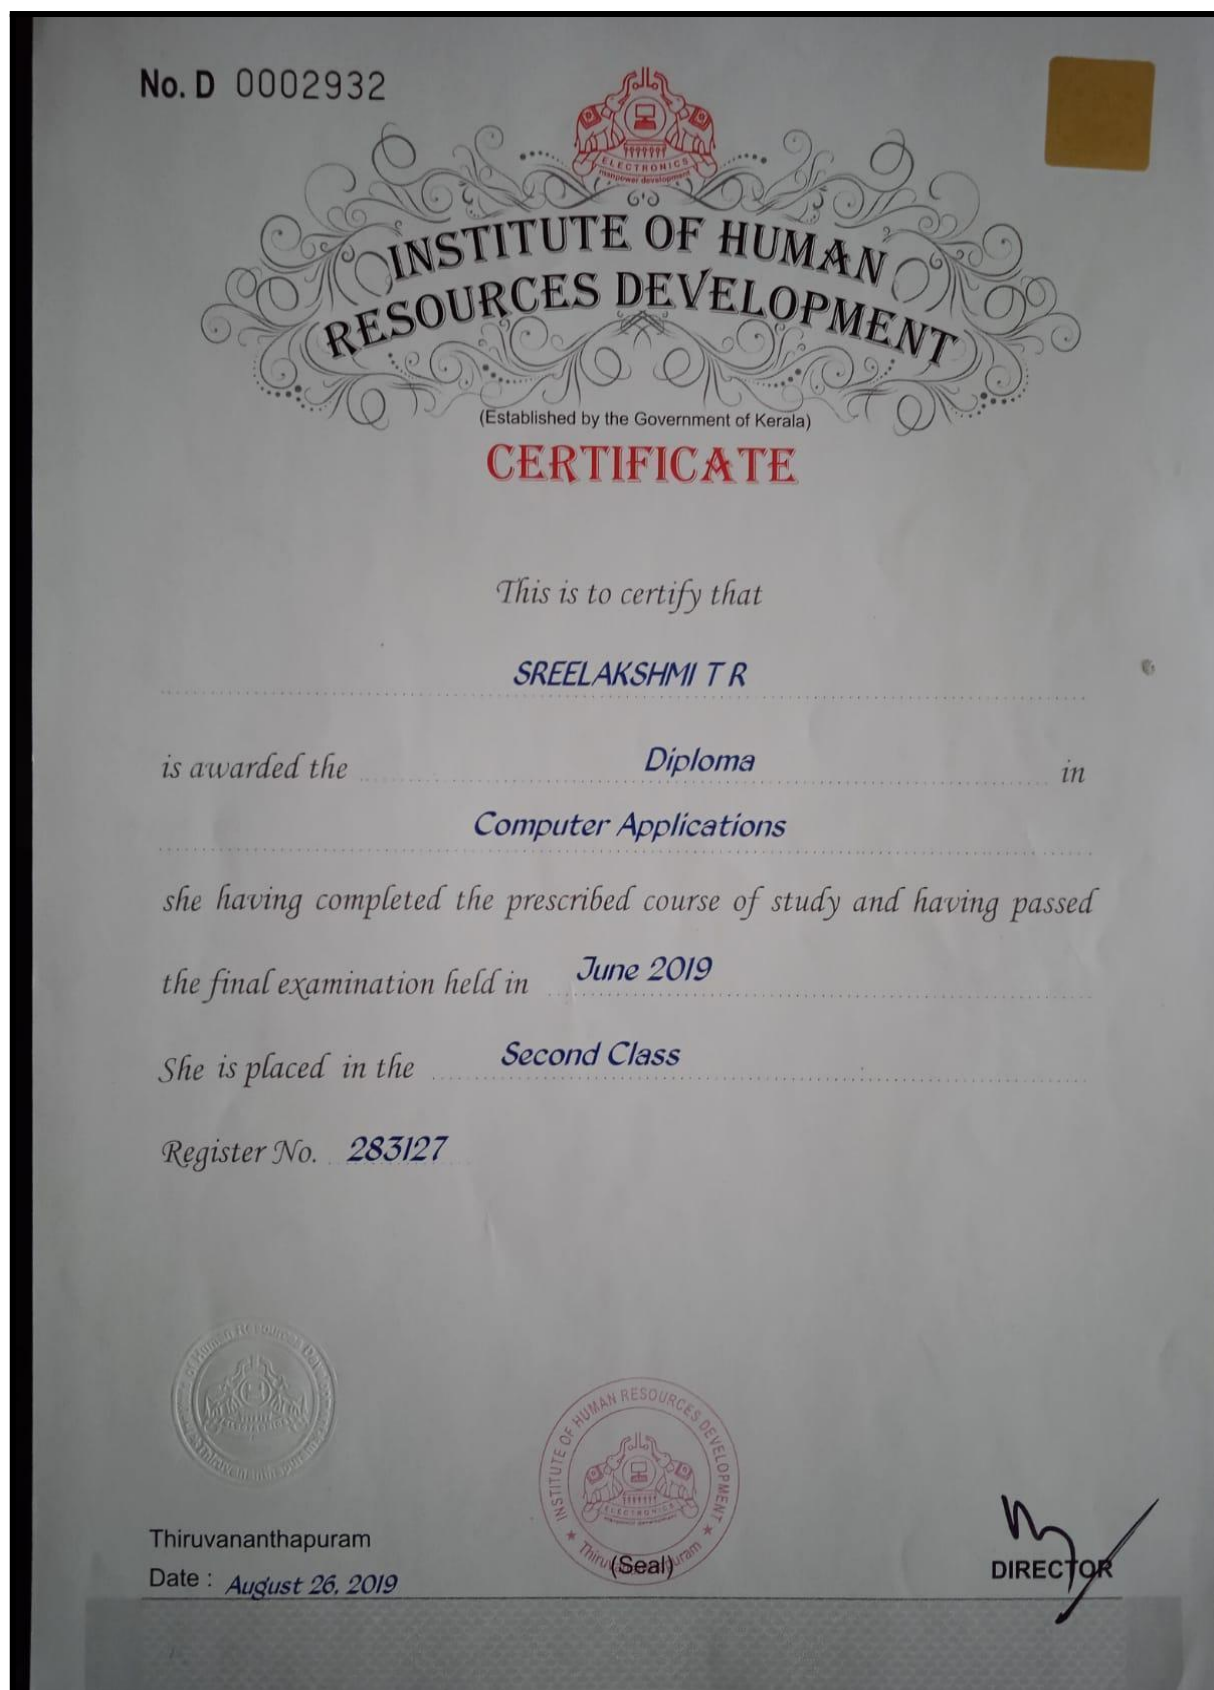 No. D 0002932
ELECTRONICS
manpower development
INSTITUTE OF HUMAN
RESOURCES DEVELOPMENT
(Established by the Government of Kerala)
CERTIFICATE
This is to certify that
SREELAKSHMI T R
is awarded the Diploma in
Computer Applications
she having completed the prescribed course of study and having passed
the final examination held in June 2019
She is placed in the Second Class
Register No. 283127
INSTITUTE OF HUMAN RESOURCES DEVELOPMENT
ELECTRONICS
(Seal)
Thiruvananthapuram
Date : August 26, 2019
DIRECTOR